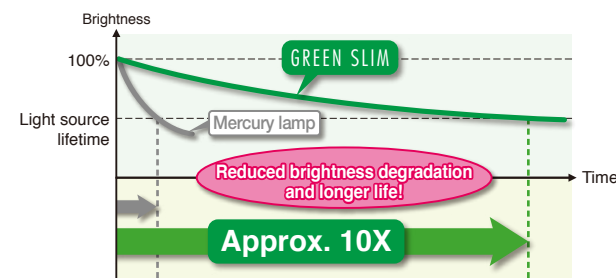 Brightness
100%
GREEN SLIM
Light source
lifetime
Mercury lamp
Reduced brightness degradation
and longer life!
Time
Approx. 10X